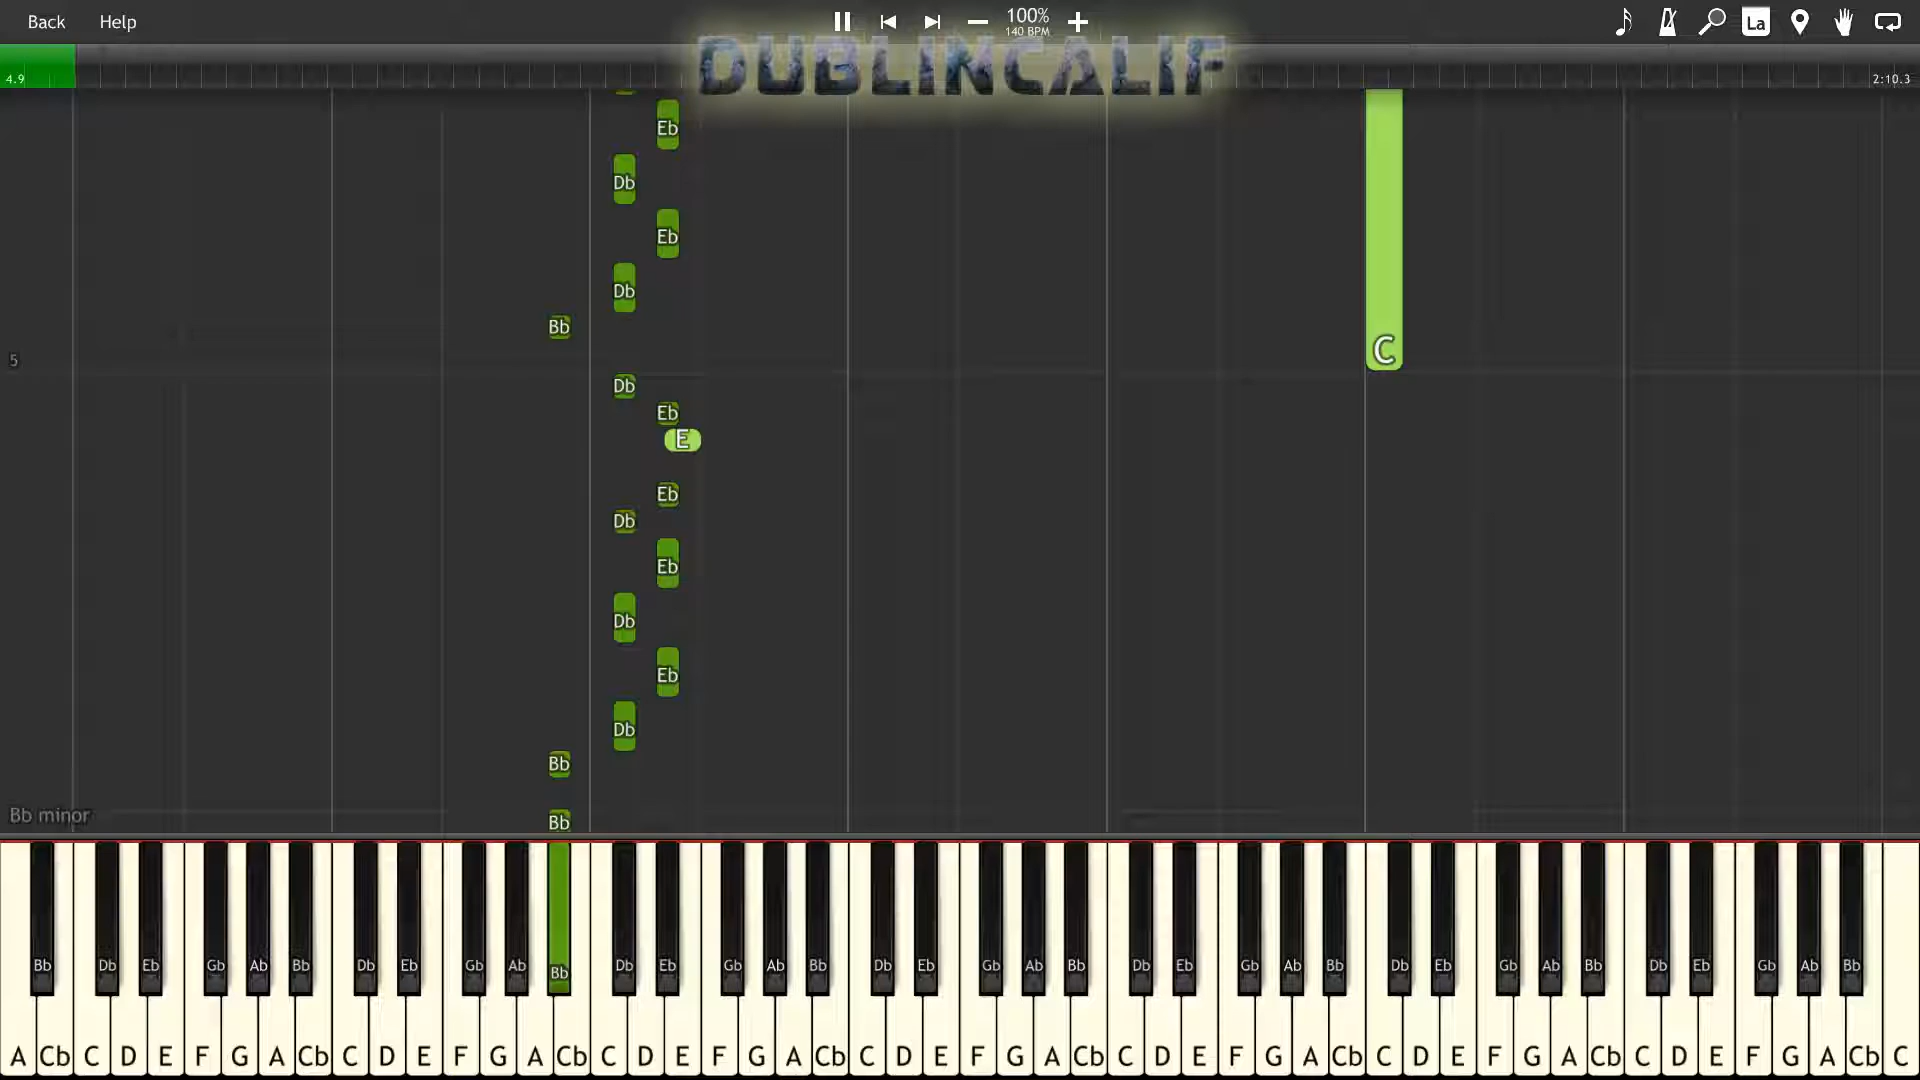 Back Help 100%
140 BPM
La
DUBLINCALIF
4.9 2:10.3
Eb
Db
Eb
Db
Bb
C
5
Db
Eb
E
Eb
Db
Eb
Db
Eb
Db
Bb
Bb minor
Bb
Bb Db Eb Gb Ab Bb Db Eb Gb Ab Bb Db Eb Gb Ab Bb Db Eb Gb Ab Bb Db Eb Gb Ab Bb Db Eb Gb Ab Bb Db Eb Gb Ab Bb
A Cb C D E F G A Cb C D E F G A Cb C D E F G A Cb C D E F G A Cb C D E F G A Cb C D E F G A Cb C D E F G A Cb C